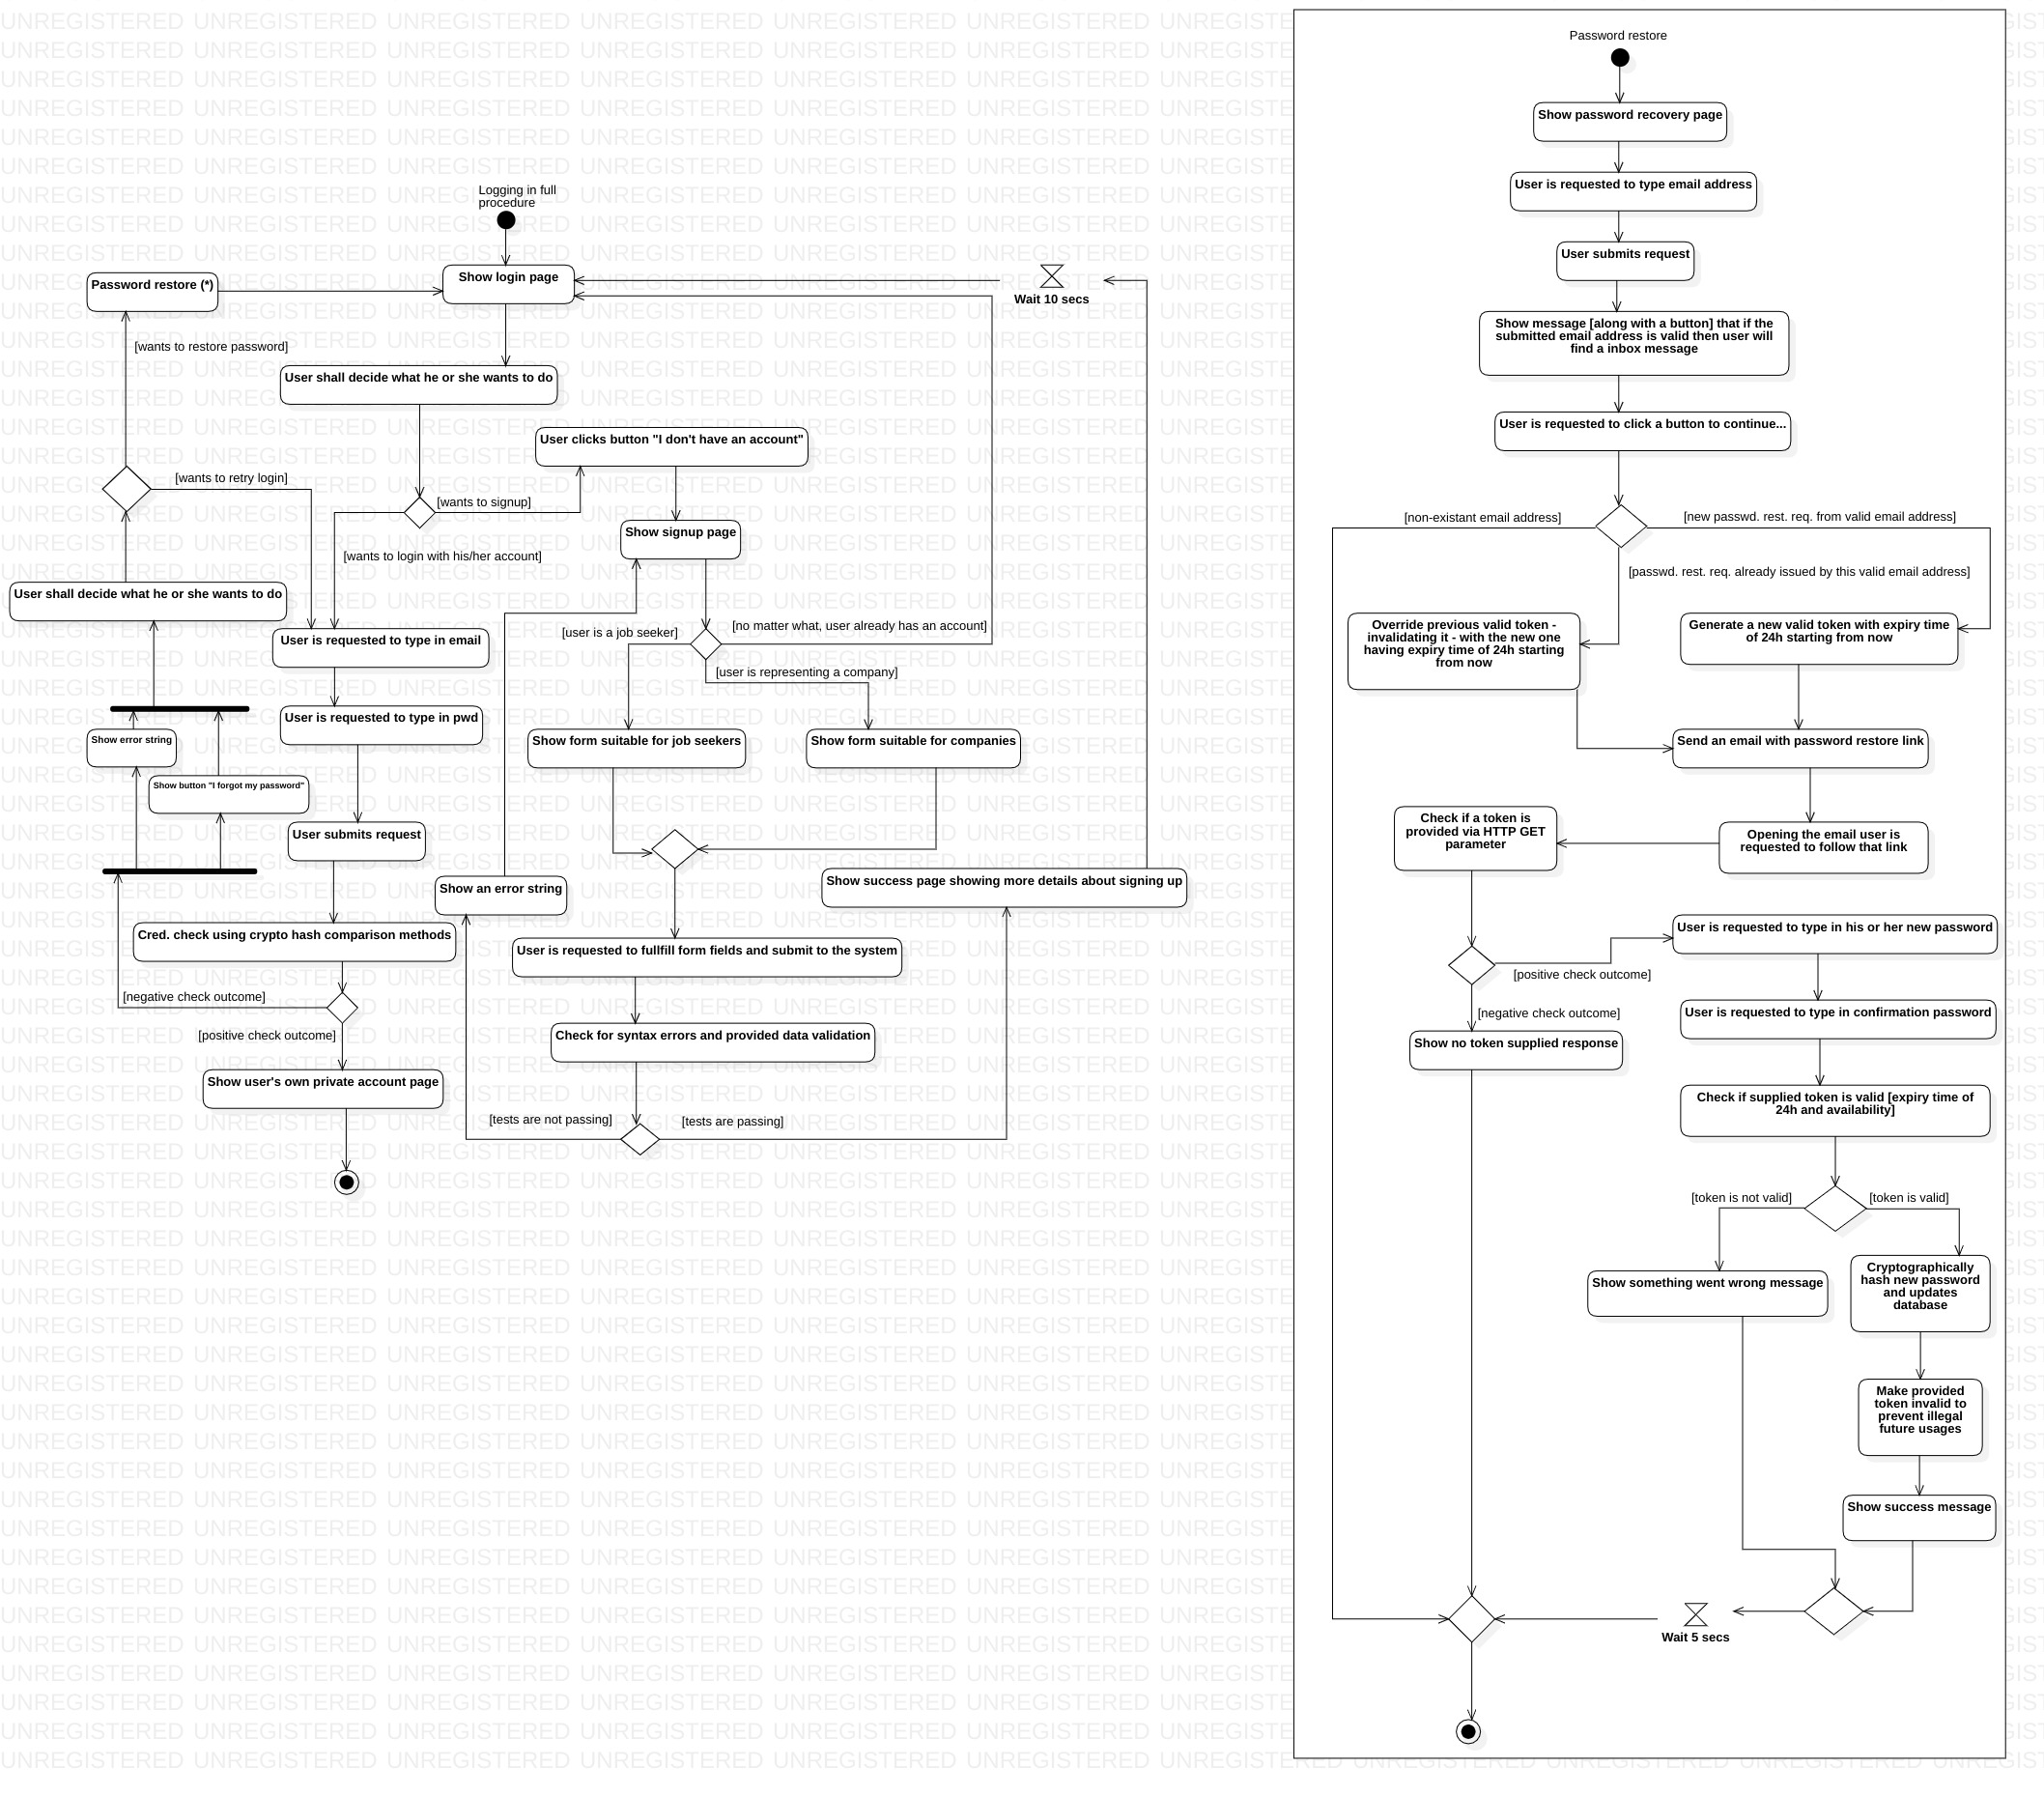 Logging in full
procedure
Show login page
Password restore (*)
Wait 10 secs
[wants to restore password]
User shall decide what he or she wants to do
User clicks button "I don't have an account"
[wants to retry login]
[wants to signup]
Show signup page
[wants to login with his/her account]
User shall decide what he or she wants to do
User is requested to type in email
[user is a job seeker]
[no matter what, user already has an account]
[user is representing a company]
User is requested to type in pwd
Show error string
Show form suitable for job seekers
Show form suitable for companies
Show button "I forgot my password"
User submits request
Show an error string
Show success page showing more details about signing up
Cred. check using crypto hash comparison methods
User is requested to fullfill form fields and submit to the system
[negative check outcome]
[positive check outcome]
Check for syntax errors and provided data validation
Show user's own private account page
[tests are not passing]
[tests are passing]
Password restore
Show password recovery page
User is requested to type email address
User submits request
Show message [along with a button] that if the
submitted email address is valid then user will
find a inbox message
User is requested to click a button to continue...
[non-existant email address]
[new passwd. rest. req. from valid email address]
[passwd. rest. req. already issued by this valid email address]
Override previous valid token -
invalidating it - with the new one
having expiry time of 24h starting
from now
Generate a new valid token with expiry time
of 24h starting from now
Send an email with password restore link
Check if a token is
provided via HTTP GET
parameter
Opening the email user is
requested to follow that link
User is requested to type in his or her new password
[positive check outcome]
[negative check outcome]
User is requested to type in confirmation password
Show no token supplied response
Check if supplied token is valid [expiry time of
24h and availability]
[token is not valid]
[token is valid]
Show something went wrong message
Cryptographically
hash new password
and updates
database
Make provided
token invalid to
prevent illegal
future usages
Show success message
Wait 5 secs
UNREGISTERED